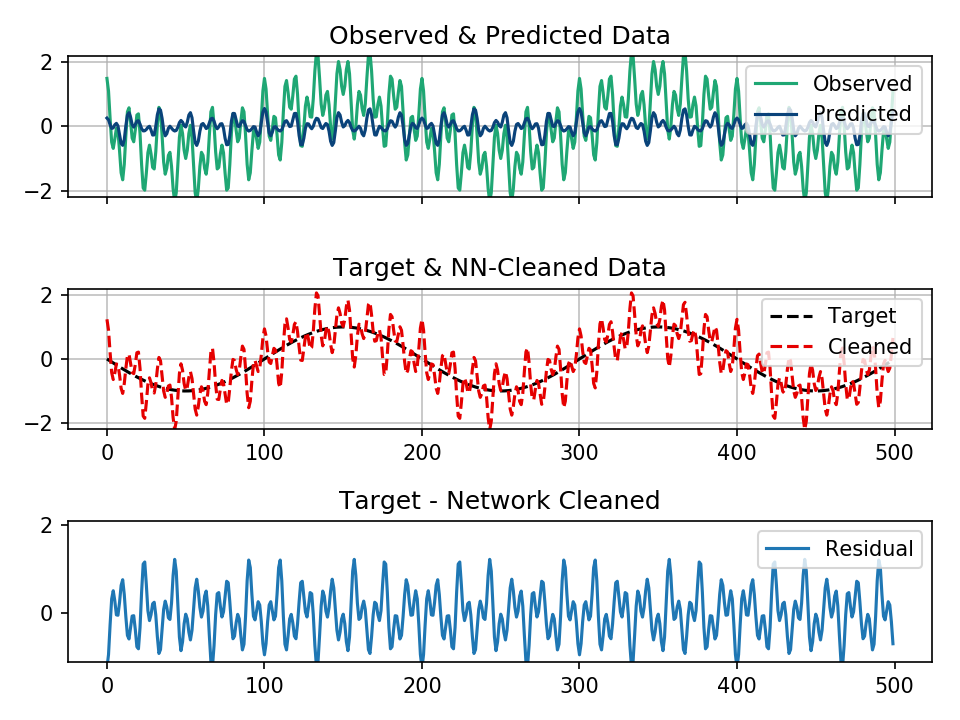 Observed & Predicted Data
2
0
−2
Observed
Predicted
Target & NN-Cleaned Data
2
0
−2
Target
Cleaned
0 100 200 300 400 500
Target - Network Cleaned
2
0
Residual
0 100 200 300 400 500